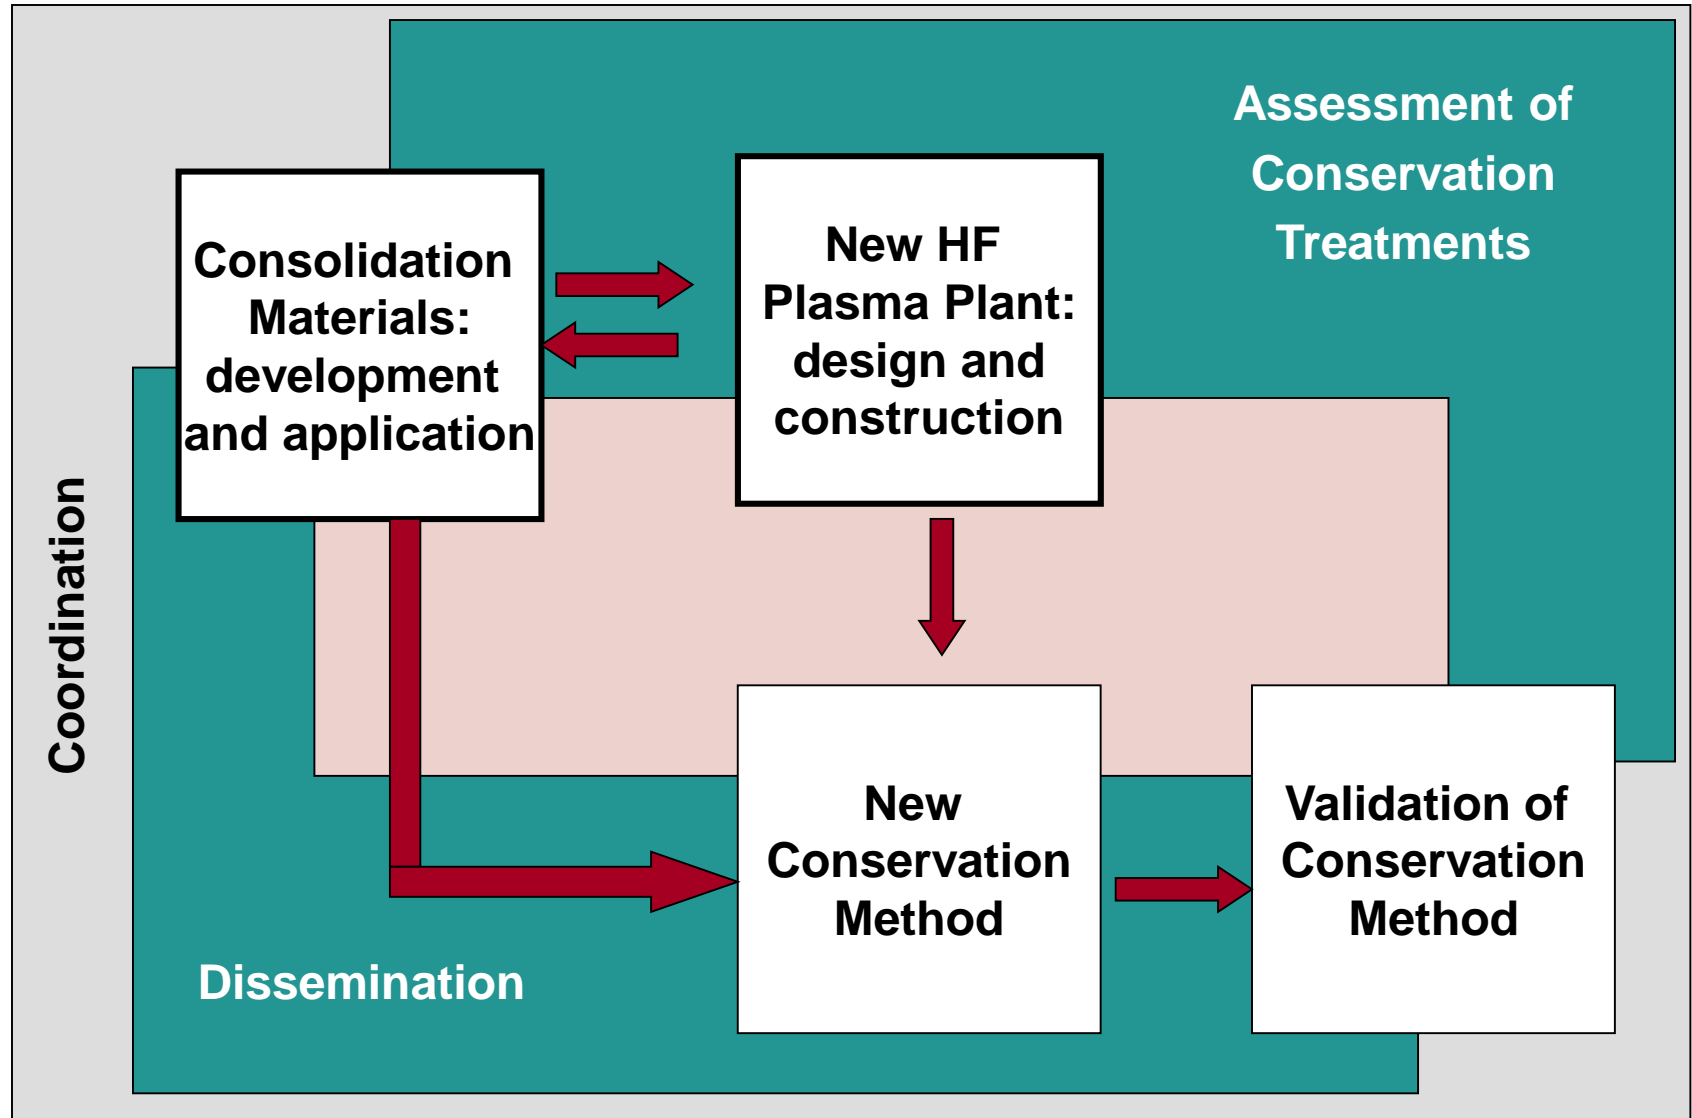 Assessment of
Conservation
Treatments
Consolidation
Materials:
development
and application
New HF
Plasma Plant:
design and
construction
Coordination
New
Conservation
Method
Validation of
Conservation
Method
Dissemination